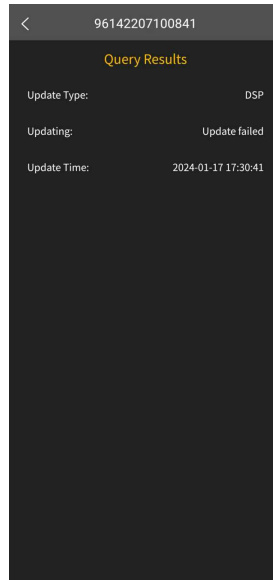 96142207100841
Query Results
Update Type: DSP
Updating: Update failed
Update Time: 2024-01-17 17:30:41